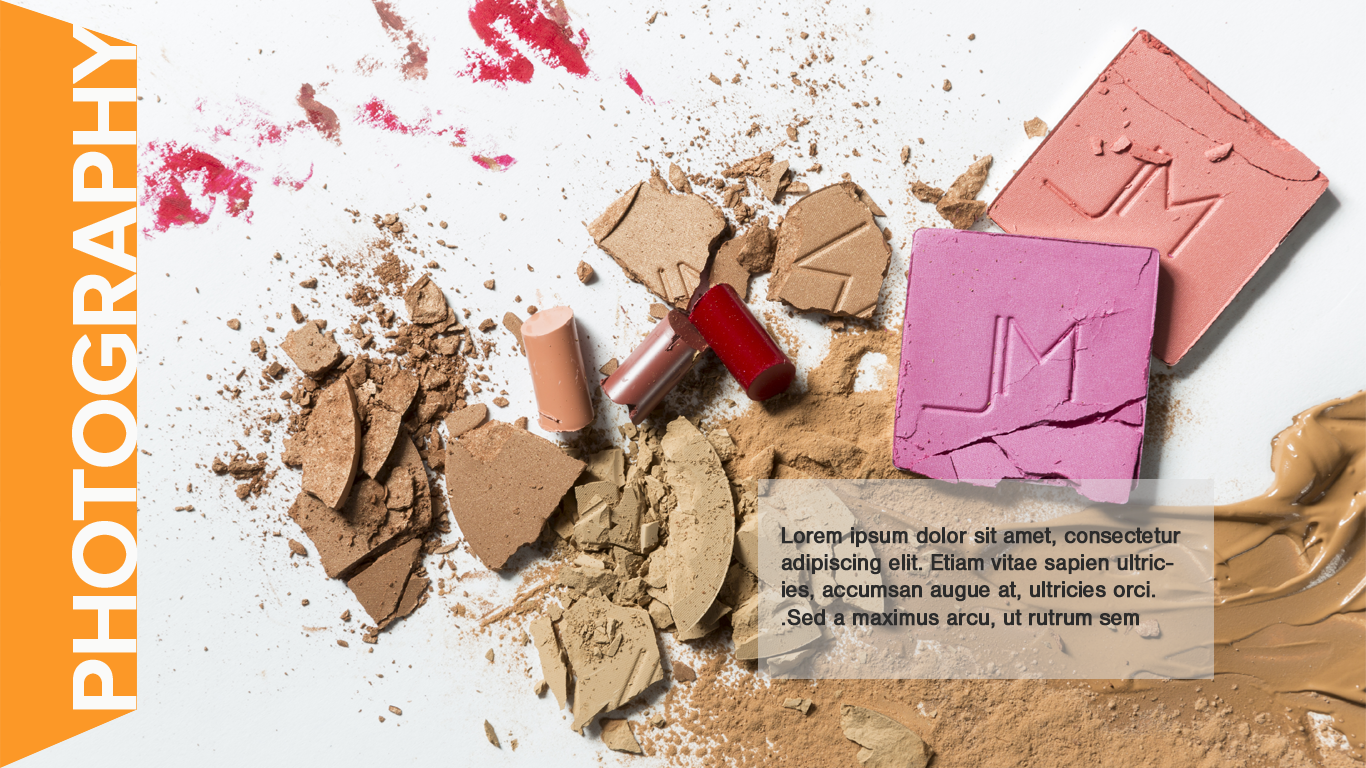 PHOTOGRAPHY
JM
JM
Lorem ipsum dolor sit amet, consectetur
adipiscing elit. Etiam vitae sapien ultric-
ies, accumsan augue at, ultricies orci.
.Sed a maximus arcu, ut rutrum sem